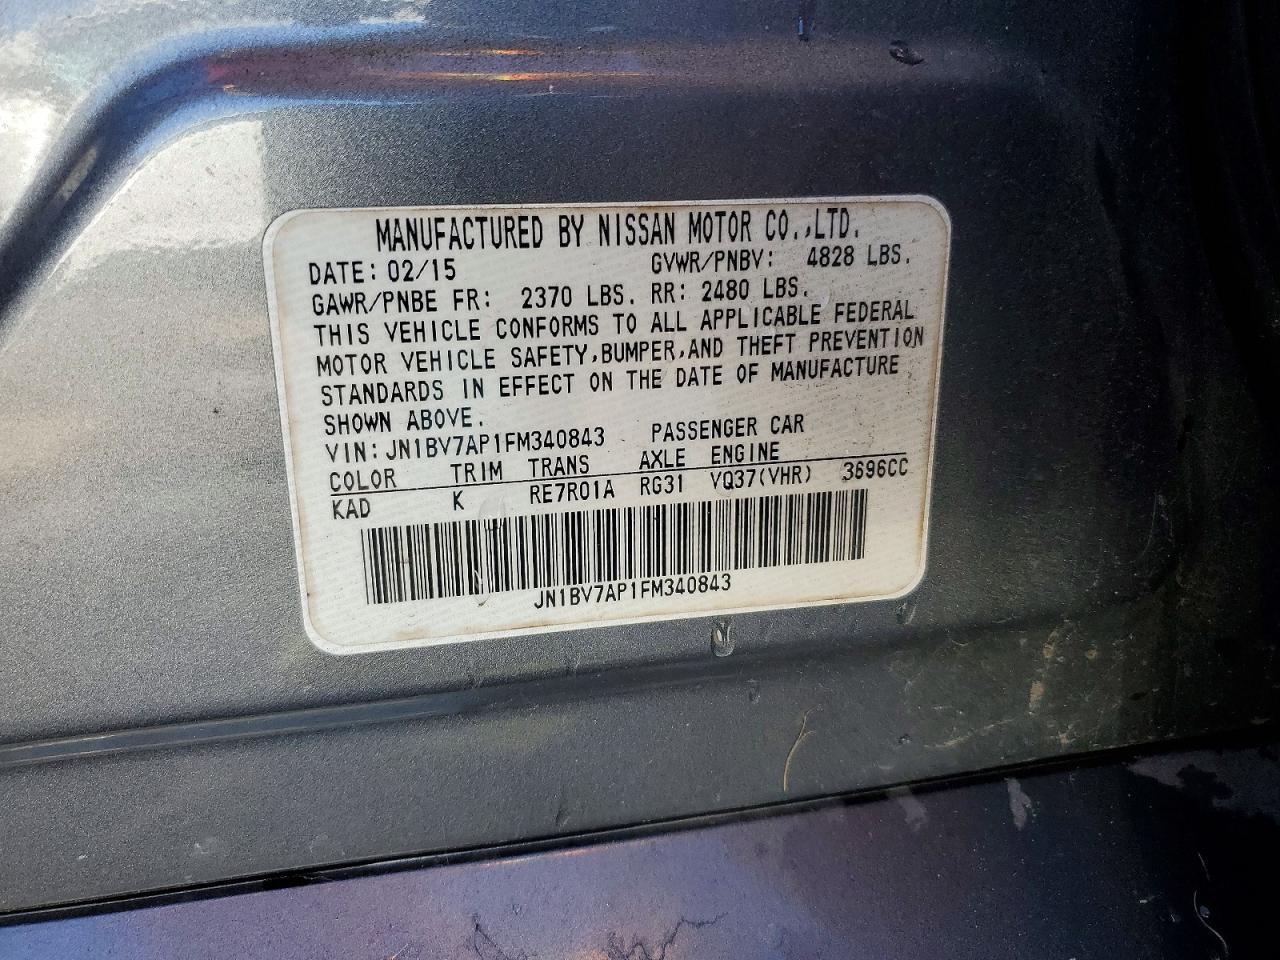 MANUFACTURED BY NISSAN MOTOR CO.,LTD.
DATE: 02/15 GVWR/PNBV: 4828 LBS.
GAWR/PNBE FR: 2370 LBS. RR: 2480 LBS.
THIS VEHICLE CONFORMS TO ALL APPLICABLE FEDERAL
MOTOR VEHICLE SAFETY,BUMPER,AND THEFT PREVENTION
STANDARDS IN EFFECT ON THE DATE OF MANUFACTURE
SHOWN ABOVE.
VIN:JN1BV7AP1FM340843 PASSENGER CAR
COLOR TRIM TRANS AXLE ENGINE
KAD K RE7R01A RG31 VQ37(VHR) 3696CC
JN1BV7AP1FM340843